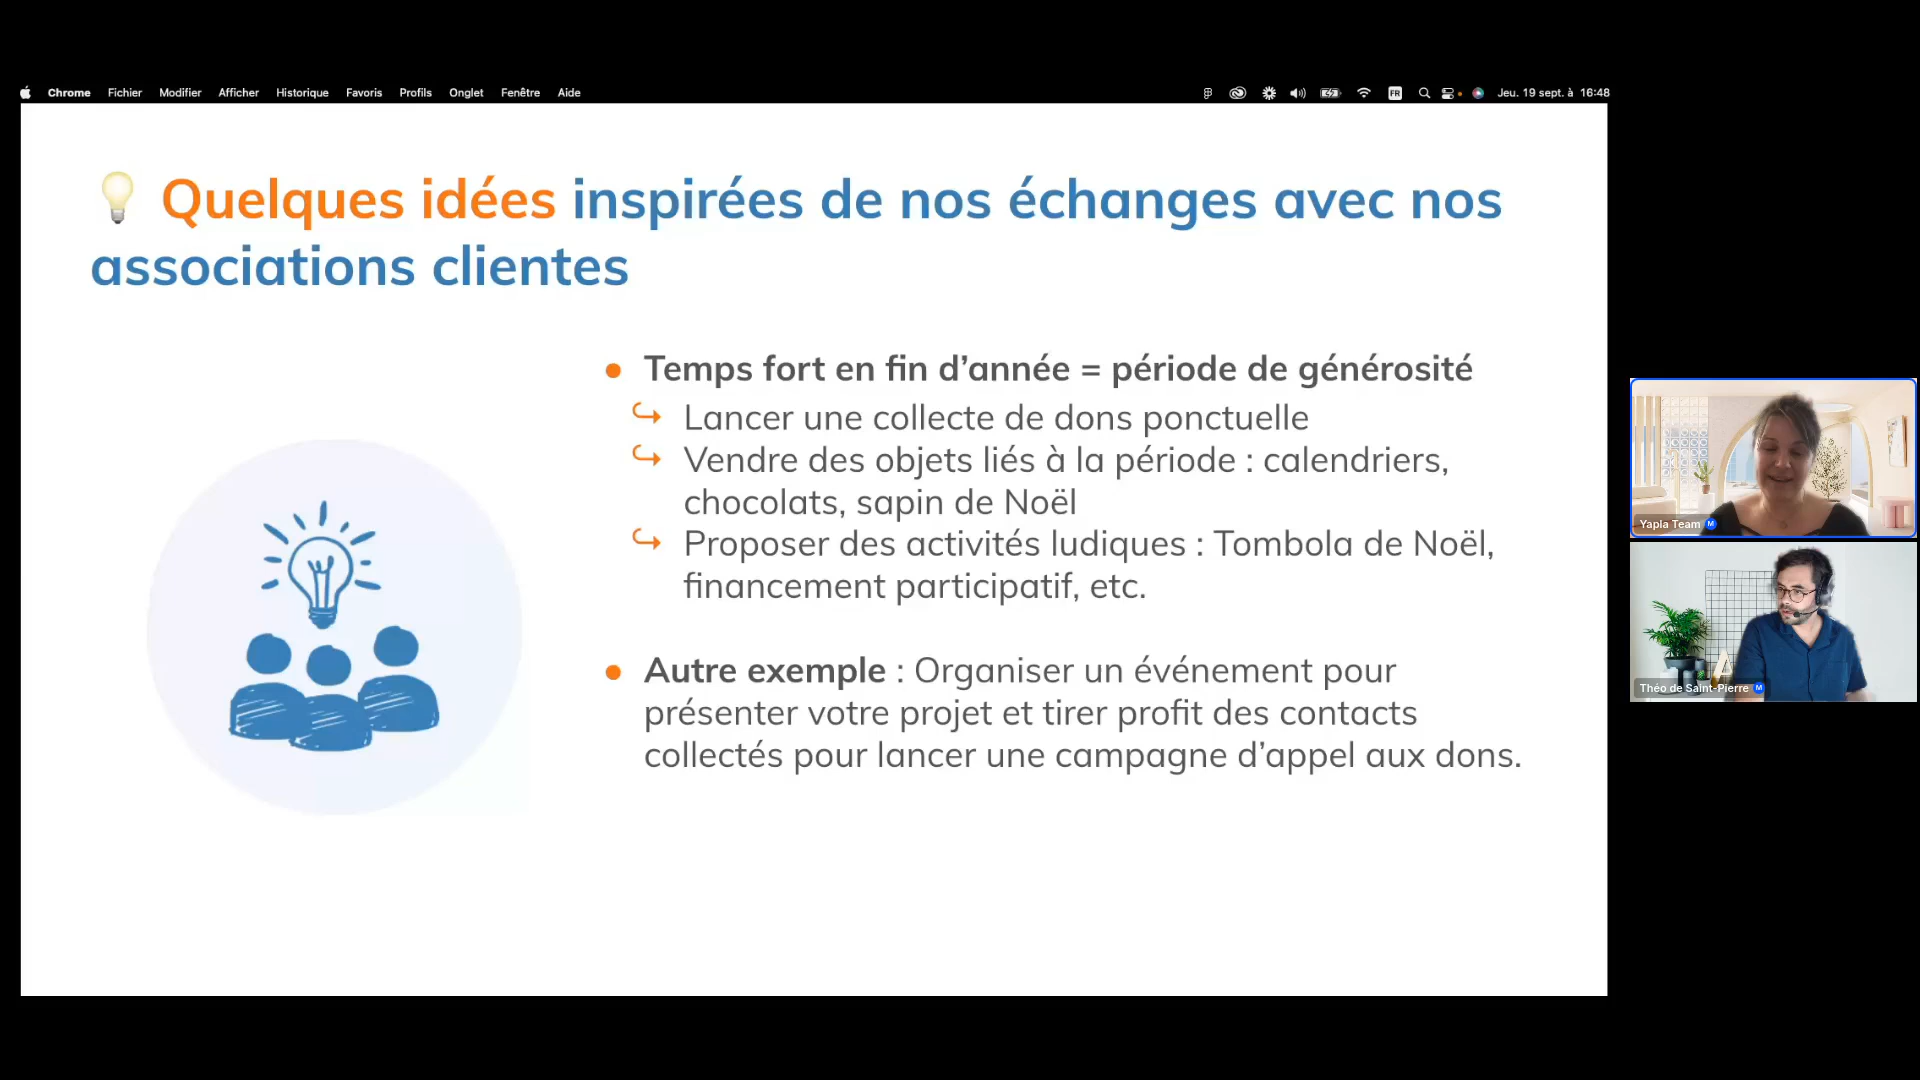 Chrome Fichier Modifier Afficher Historique Favoris Profils Onglet Fenêtre Aide FR Jeu. 19 sept. à 16:48
Quelques idées inspirées de nos échanges avec nos
associations clientes
Temps fort en fin d’année = période de générosité
Lancer une collecte de dons ponctuelle
Vendre des objets liés à la période : calendriers,
chocolats, sapin de Noël
Proposer des activités ludiques : Tombola de Noël,
financement participatif, etc.
Autre exemple : Organiser un événement pour
présenter votre projet et tirer profit des contacts
collectés pour lancer une campagne d’appel aux dons.
Yapla Team M
Théo de Saint-Pierre M